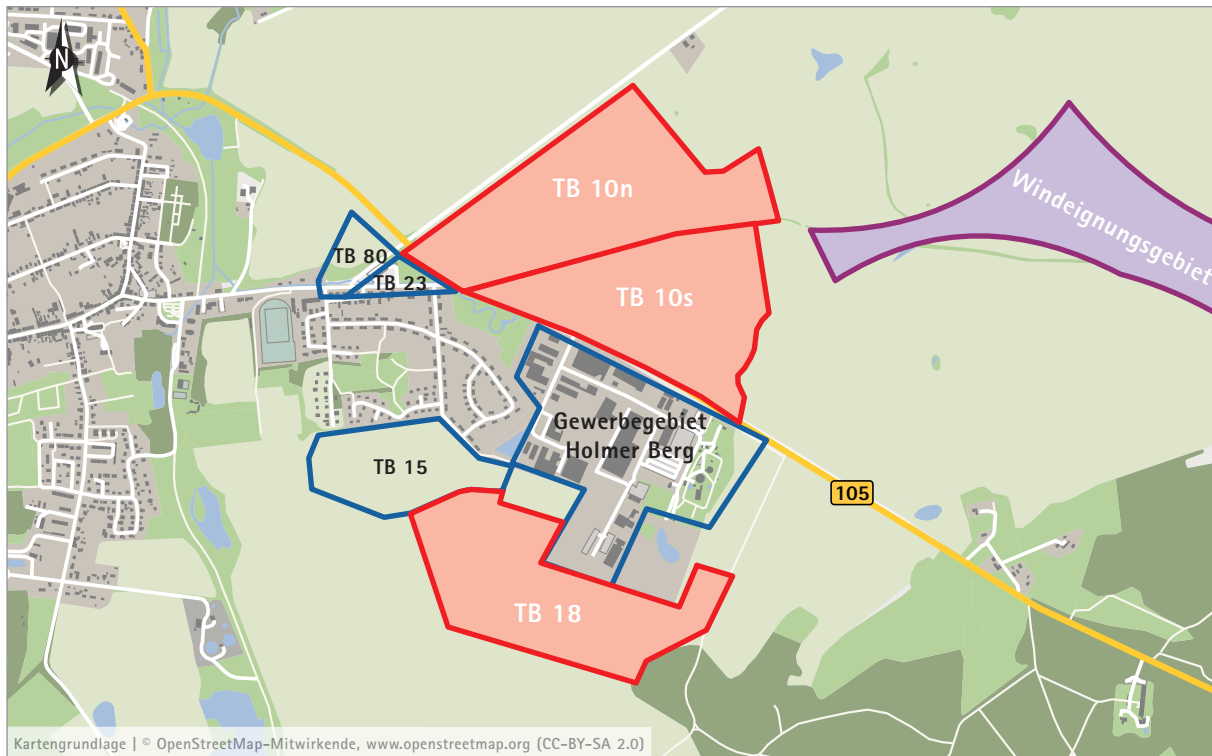 N
TB 10n
Windeignungsgebiet
TB 80
TB 23
TB 10s
Gewerbegebiet
Holmer Berg
TB 15
105
TB 18
Kartengrundlage | © OpenStreetMap-Mitwirkende, www.openstreetmap.org (CC-BY-SA 2.0)